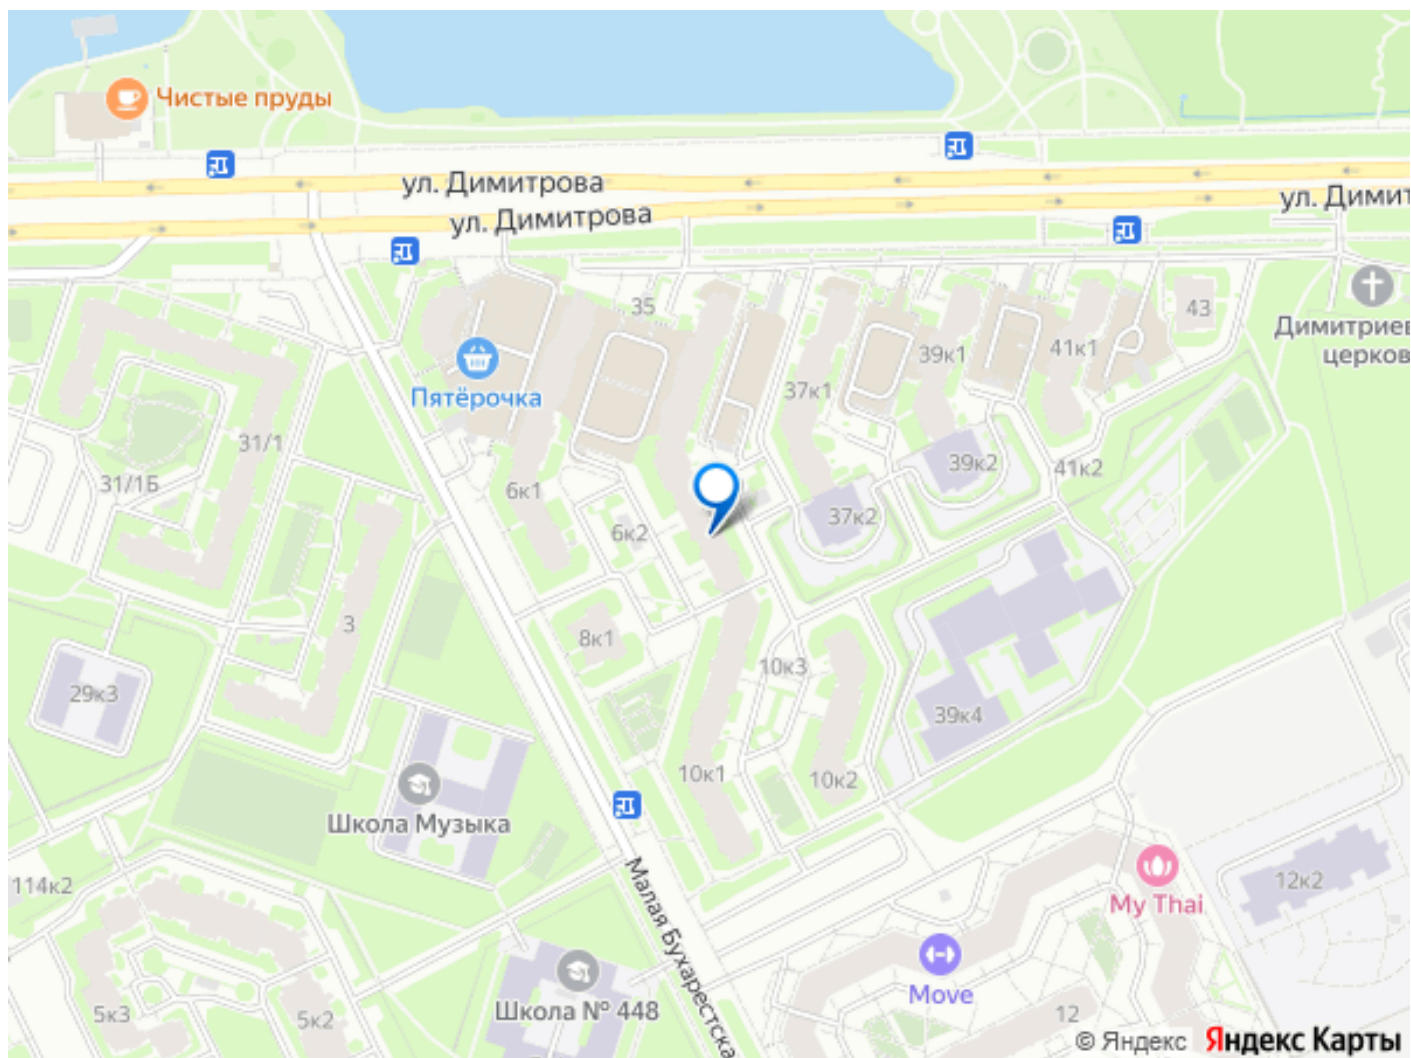 Чистые пруды
ул. Димитрова
ул. Димит
ул. Димитрова
35
43
Димитриев
церков
39к1
41к1
Пятёрочка
37к1
31/1
39к2
41к2
31/1Б
6к1
37к2
6к2
3
8к1
10к3
29к3
39к4
10к1
10к2
Школа Музыка
114к2
Малая Бухарестска
12к2
My Thai
Move
Школа № 448
5к3
5к2
12
© Яндекс Яндекс Карты